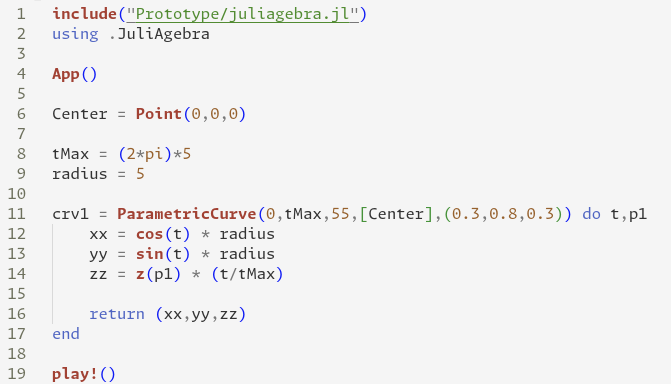 1 include("Prototype/juliagebra.jl")
2 using .JuliAgebra
3
4 App()
5
6 Center = Point(0,0,0)
7
8 tMax = (2*pi)*5
9 radius = 5
10
11 crv1 = ParametricCurve(0,tMax,55,[Center],(0.3,0.8,0.3)) do t,p1
12     xx = cos(t) * radius
13     yy = sin(t) * radius
14     zz = z(p1) * (t/tMax)
15
16     return (xx,yy,zz)
17 end
18
19 play!()